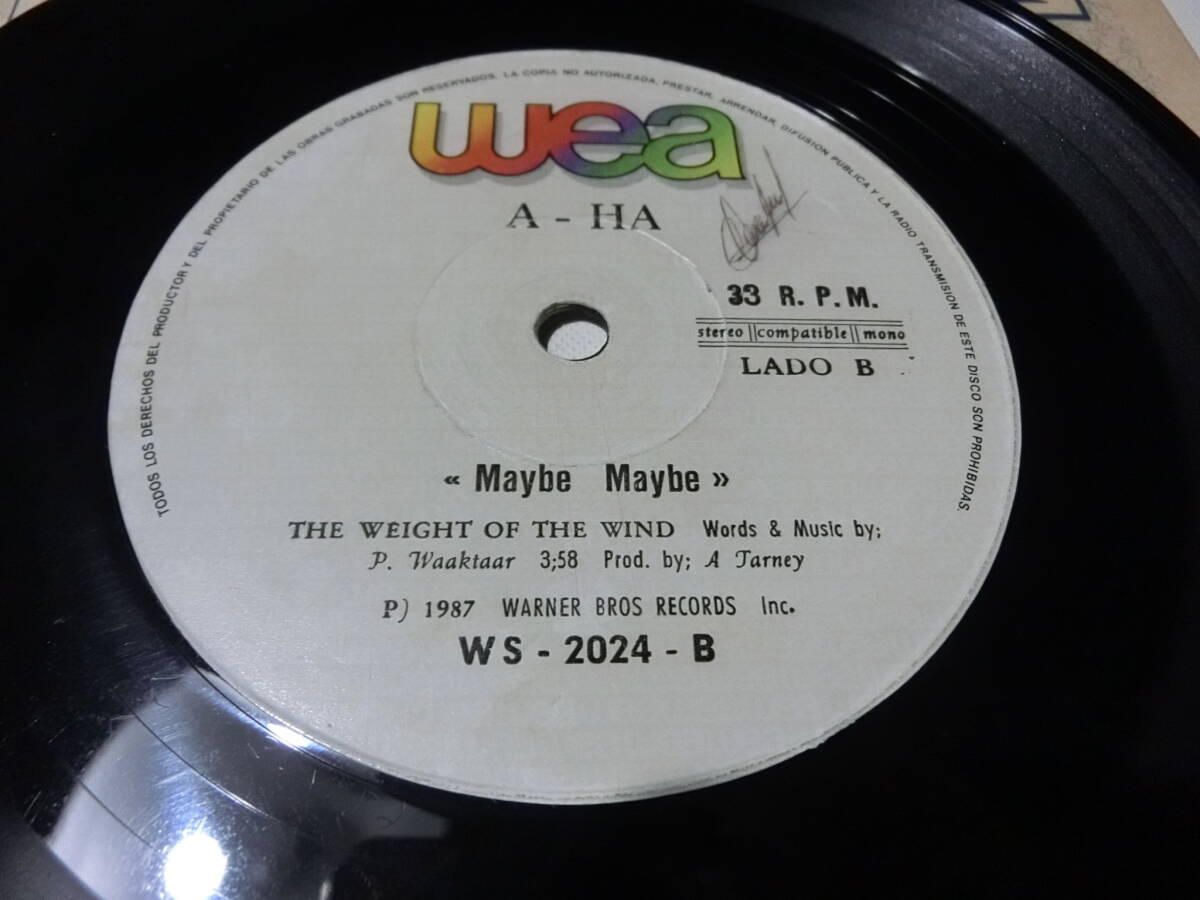 TODOS LOS DERECHOS DEL PRODUCTOR Y DEL PROPIETARIO DE LAS OBRAS GRABADAS SON RESERVADOS. LA COPIA NO AUTORIZADA, PRESTAR, ARRENDAR, DIFUSION PUBLICA Y LA RADIO TRANSMISION DE ESTE DISCO SON PROHIBIDAS.
wea
A - HA
33 R. P. M.
stereo || compatible || mono
LADO B
« Maybe Maybe »
THE WEIGHT OF THE WIND Words & Music by;
P. Waaktaar 3;58 Prod. by; A Tarney
P) 1987 WARNER BROS RECORDS Inc.
WS - 2024 - B